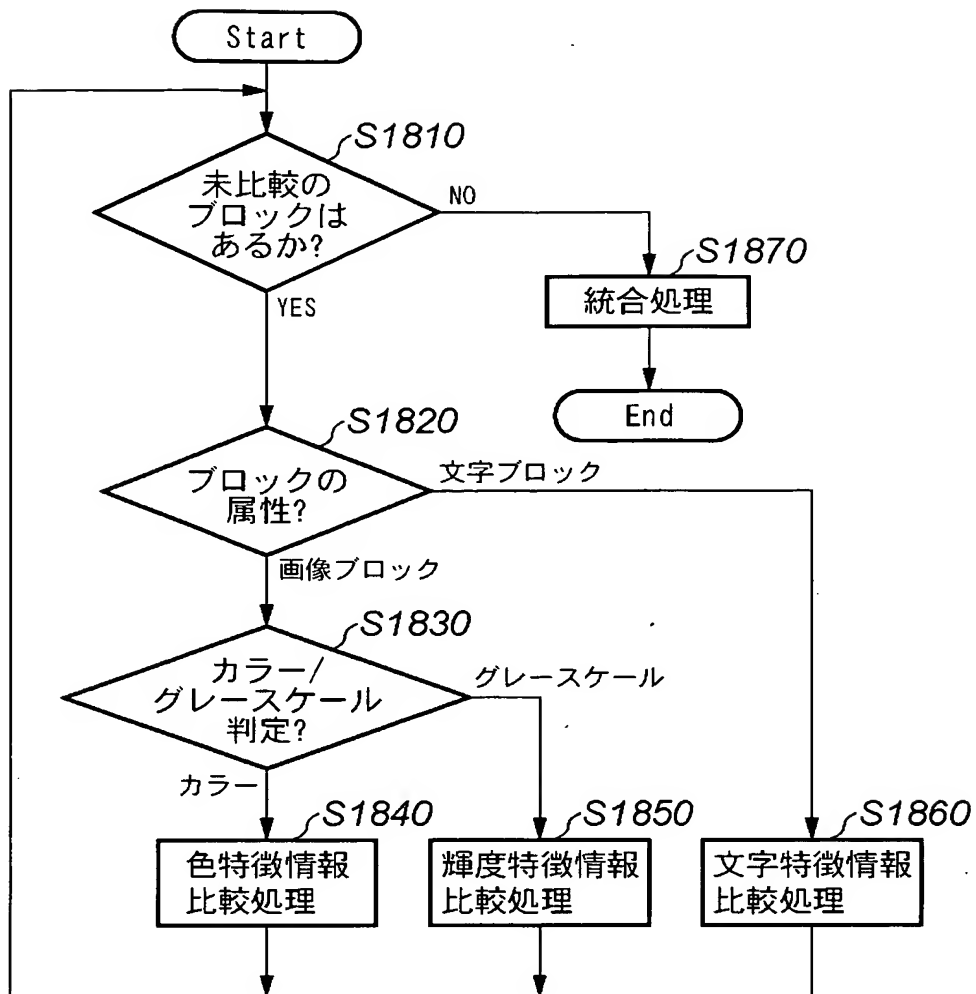 Start
S1810
未比較の
ブロックは
あるか?
NO
YES
S1870
統合処理
End
S1820
ブロックの
属性?
文字ブロック
画像ブロック
S1830
カラー/
グレースケール
判定?
グレースケール
カラー
S1840
色特徴情報
比較処理
S1850
輝度特徴情報
比較処理
S1860
文字特徴情報
比較処理